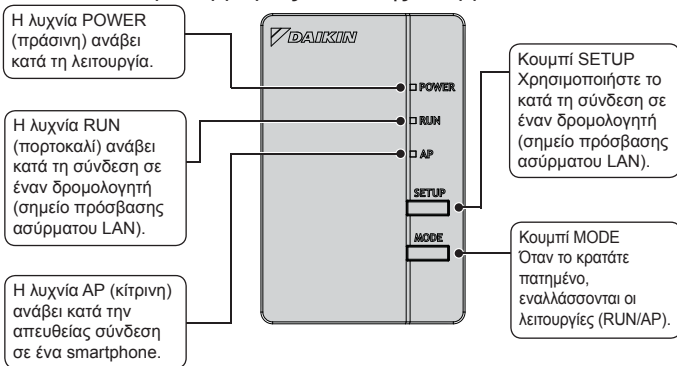 Η λυχνία POWER
(πράσινη) ανάβει
κατά τη λειτουργία.
Η λυχνία RUN
(πορτοκαλί) ανάβει
κατά τη σύνδεση σε
έναν δρομολογητή
(σημείο πρόσβασης
ασύρματου LAN).
Η λυχνία AP (κίτρινη)
ανάβει κατά την
απευθείας σύνδεση
σε ένα smartphone.
DAIKIN
POWER
RUN
AP
SETUP
MODE
Κουμπί SETUP
Χρησιμοποιήστε το
κατά τη σύνδεση σε
έναν δρομολογητή
(σημείο πρόσβασης
ασύρματου LAN).
Κουμπί MODE
Όταν το κρατάτε
πατημένο,
εναλλάσσονται οι
λειτουργίες (RUN/AP).